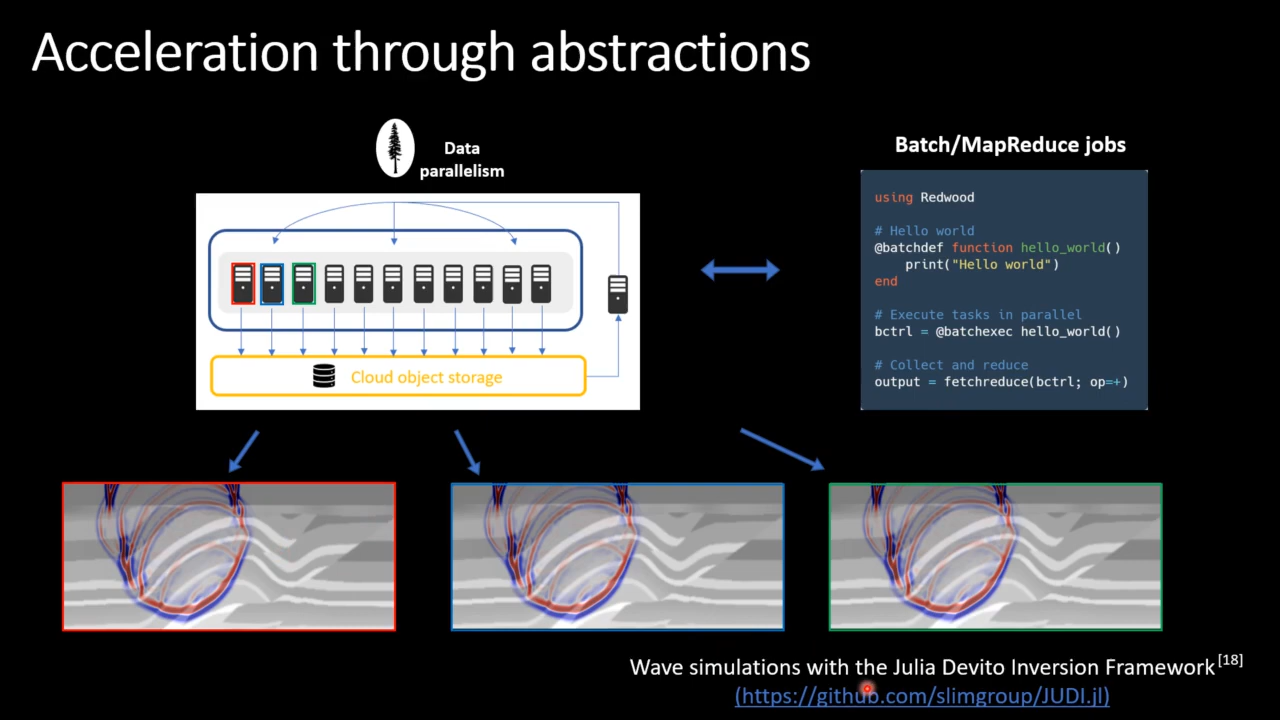 Acceleration through abstractions
Data
parallelism
Cloud object storage
Batch/MapReduce jobs
using Redwood
# Hello world
@batchdef function hello_world()
print("Hello world")
end
# Execute tasks in parallel
bctrl = @batchexec hello_world()
# Collect and reduce
output = fetchreduce(bctrl; op=+)
Wave simulations with the Julia Devito Inversion Framework[18]
(https://github.com/slimgroup/JUDI.jl)